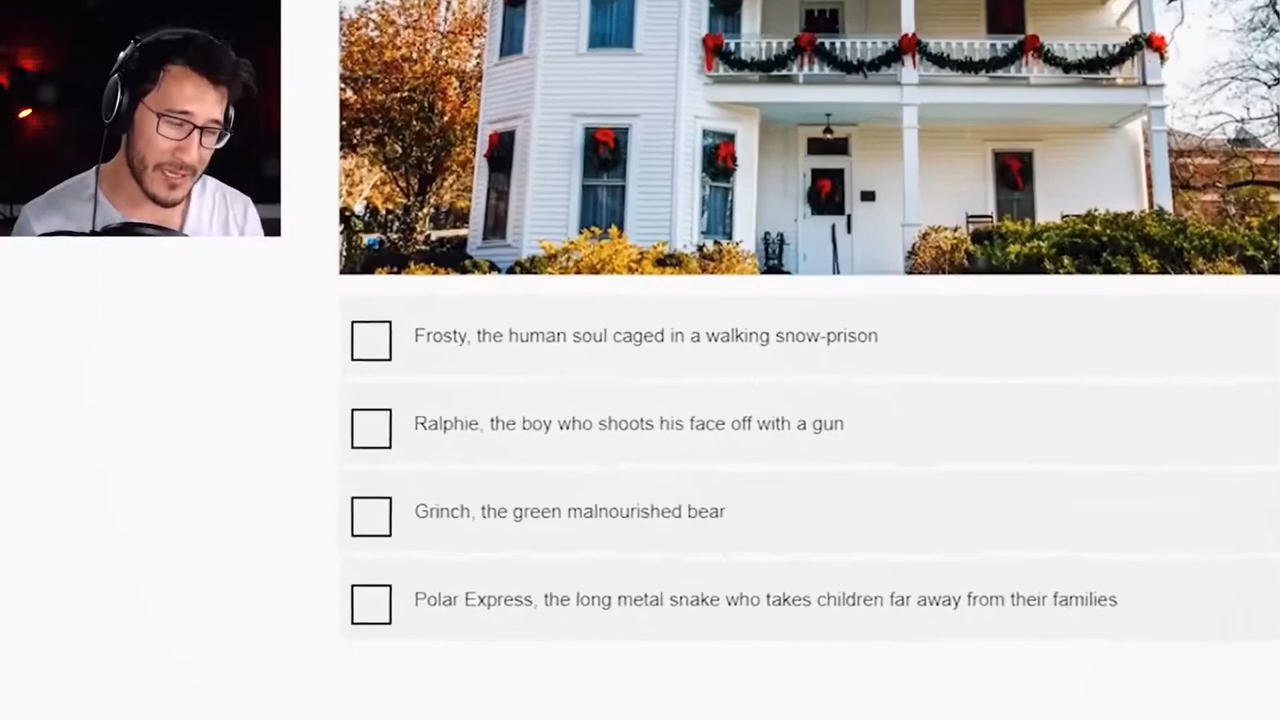 Frosty, the human soul caged in a walking snow-prison
Ralphie, the boy who shoots his face off with a gun
Grinch, the green malnourished bear
Polar Express, the long metal snake who takes children far away from their families